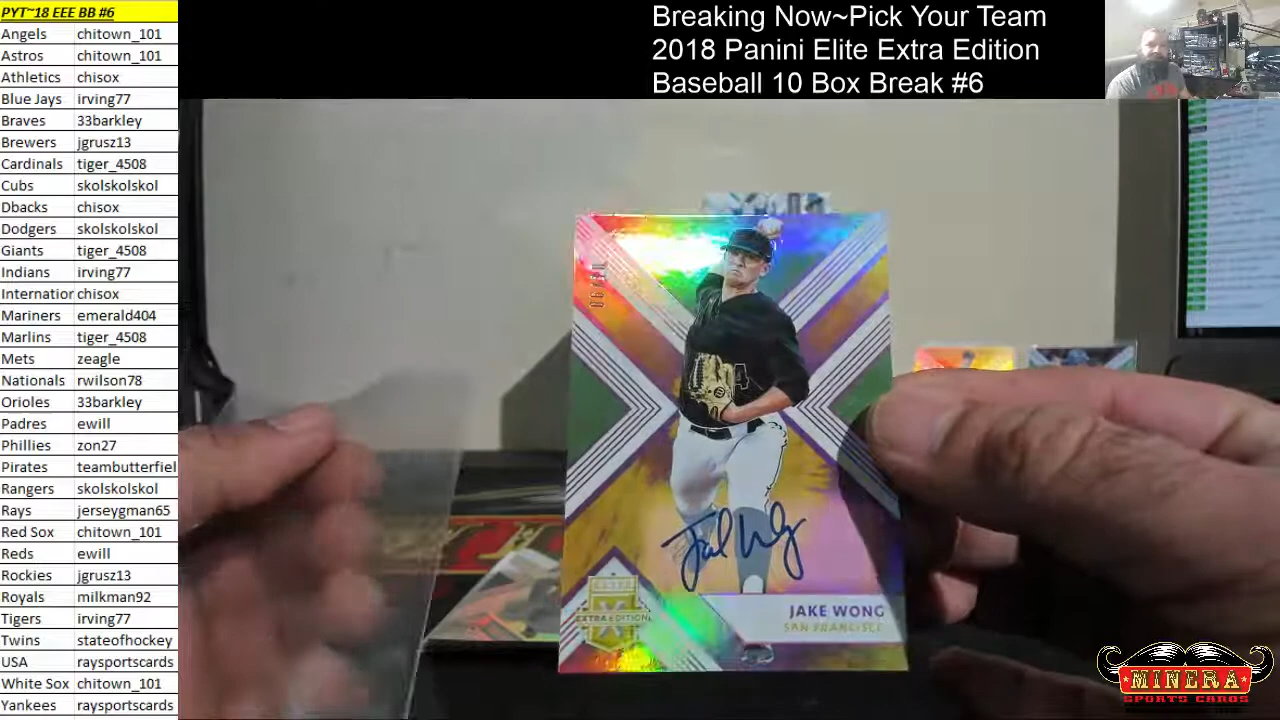 PYT~18 EEE BB #6
Angels chitown_101
Astros chitown_101
Athletics chisox
Blue Jays irving77
Braves 33barkley
Brewers jgrusz13
Cardinals tiger_4508
Cubs skolskolskol
Dbacks chisox
Dodgers skolskolskol
Giants tiger_4508
Indians irving77
Internation chisox
Mariners emerald404
Marlins tiger_4508
Mets zeagle
Nationals rwilson78
Orioles 33barkley
Padres ewill
Phillies zon27
Pirates teambutterfiel
Rangers skolskolskol
Rays jerseygman65
Red Sox chitown_101
Reds ewill
Rockies jgrusz13
Royals milkman92
Tigers irving77
Twins stateofhockey
USA raysportscards
White Sox chitown_101
Yankees raysportscards
Breaking Now~Pick Your Team
2018 Panini Elite Extra Edition
Baseball 10 Box Break #6
ELITE
EXTRA EDITION
JAKE WONG
SAN FRANCISCO
MINERA
SPORTS CARDS